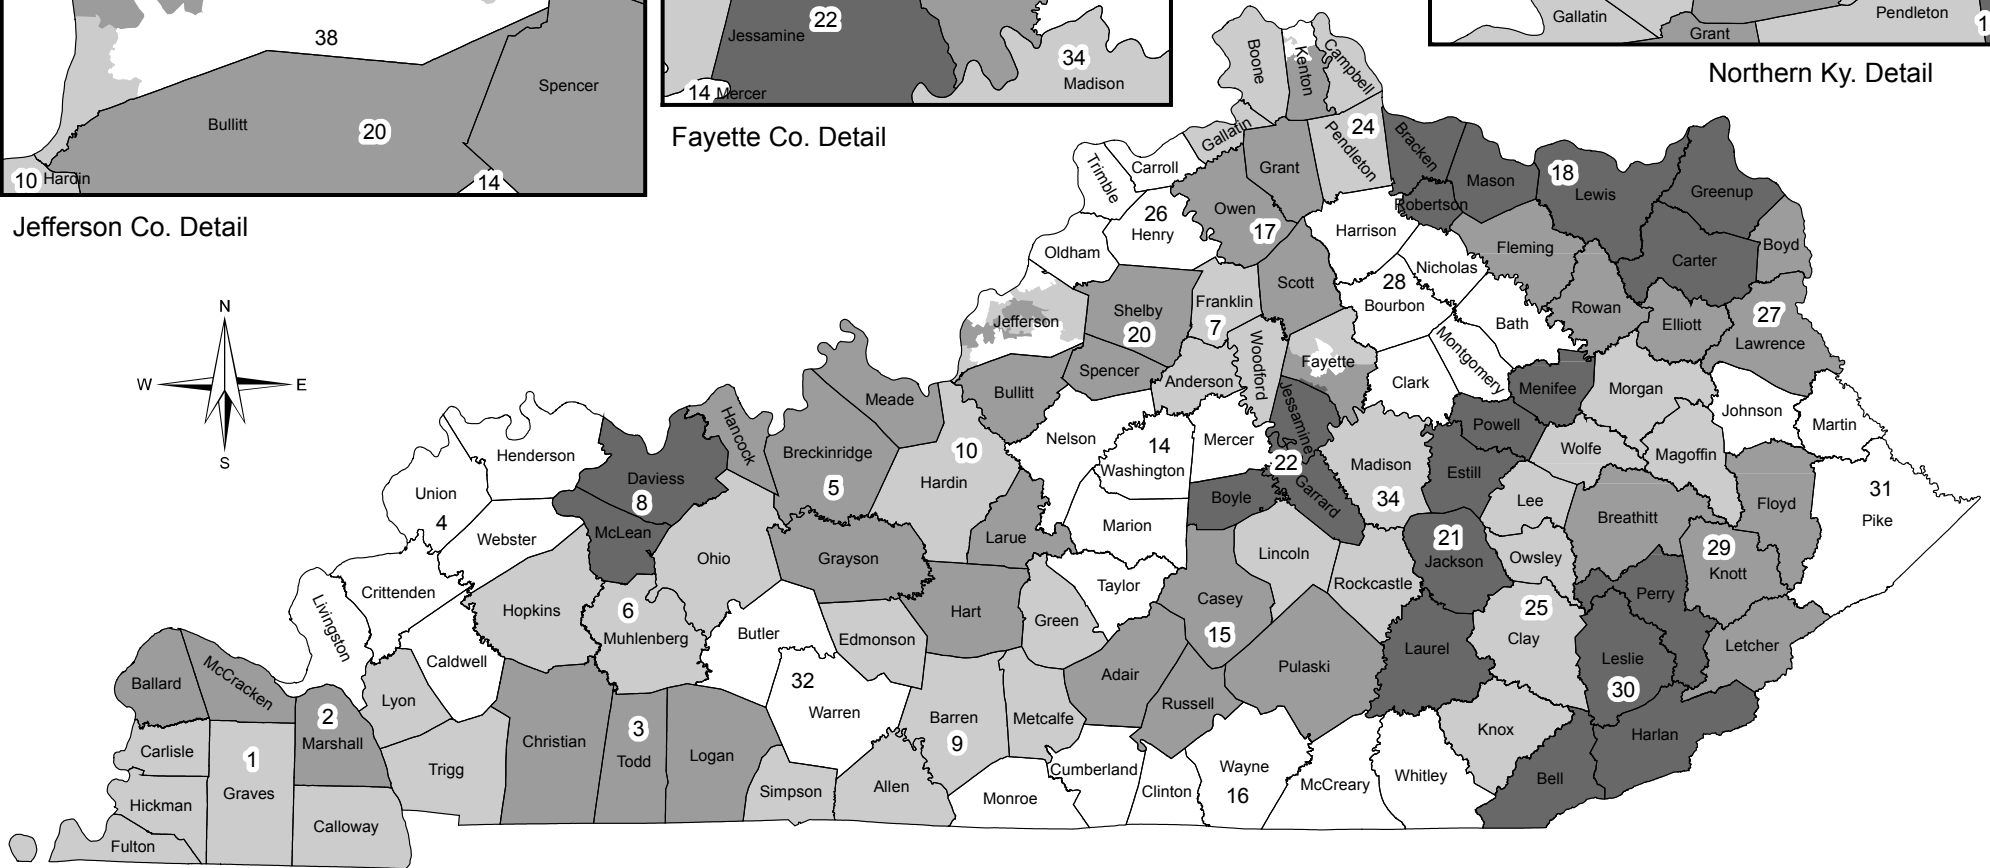 38
Spencer
Bullitt
20
10 Hardin
14
Jefferson Co. Detail
22
Jessamine
34
Madison
14 Mercer
Fayette Co. Detail
Gallatin
Pendleton
Grant
Northern Ky. Detail
N
W E
S
Boone
Kenton
Campbell
Gallatin
24
Pendleton
Bracken
Carroll
Trimble
Grant
Mason
18
Lewis
Greenup
Robertson
26
Henry
Owen
17
Harrison
Fleming
Boyd
Oldham
Carter
Nicholas
Scott
28
Bourbon
Franklin
7
Shelby
20
Jefferson
Rowan
Bath
Elliott
27
Lawrence
Woodford
Fayette
Montgomery
Spencer
Anderson
Clark
Menifee
Morgan
Bullitt
Meade
Jessamine
Johnson
Martin
Hancock
Nelson
14
Washington
Mercer
Powell
Wolfe
Magoffin
Henderson
Breckinridge
5
10
Hardin
22
Madison
34
Estill
Daviess
8
Union
4
Boyle
Garrard
Lee
Breathitt
Floyd
31
Pike
Marion
McLean
Webster
Ohio
Grayson
Larue
Lincoln
21
Jackson
Owsley
29
Knott
Crittenden
Taylor
Rockcastle
Perry
Livingston
Hopkins
6
Muhlenberg
Hart
Green
Casey
15
25
Clay
Butler
Edmonson
Caldwell
Laurel
Letcher
Leslie
30
Pulaski
Ballard
McCracken
Adair
Lyon
32
Warren
Russell
2
Marshall
Barren
9
Metcalfe
Knox
Harlan
Carlisle
1
Graves
Christian
3
Todd
Logan
Trigg
Cumberland
Wayne
16
Whitley
Bell
McCreary
Simpson
Allen
Monroe
Clinton
Hickman
Calloway
Fulton